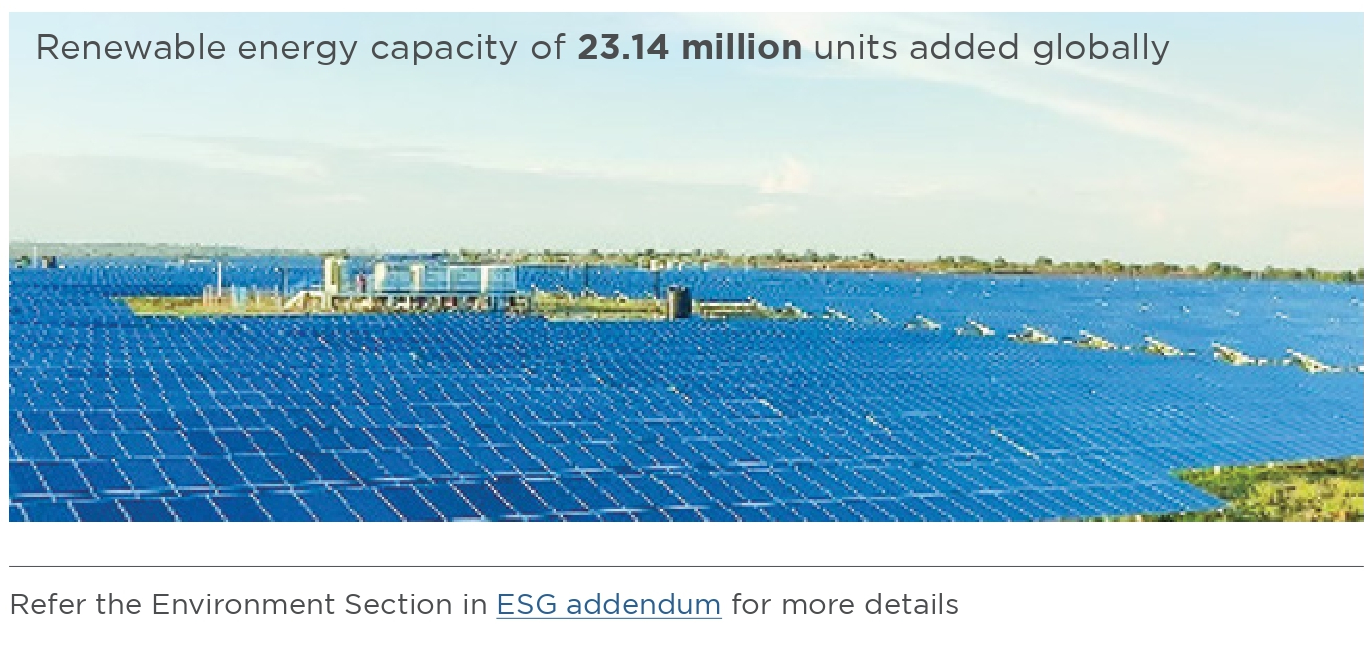 Renewable energy capacity of 23.14 million units added globally
Refer the Environment Section in ESG addendum for more details